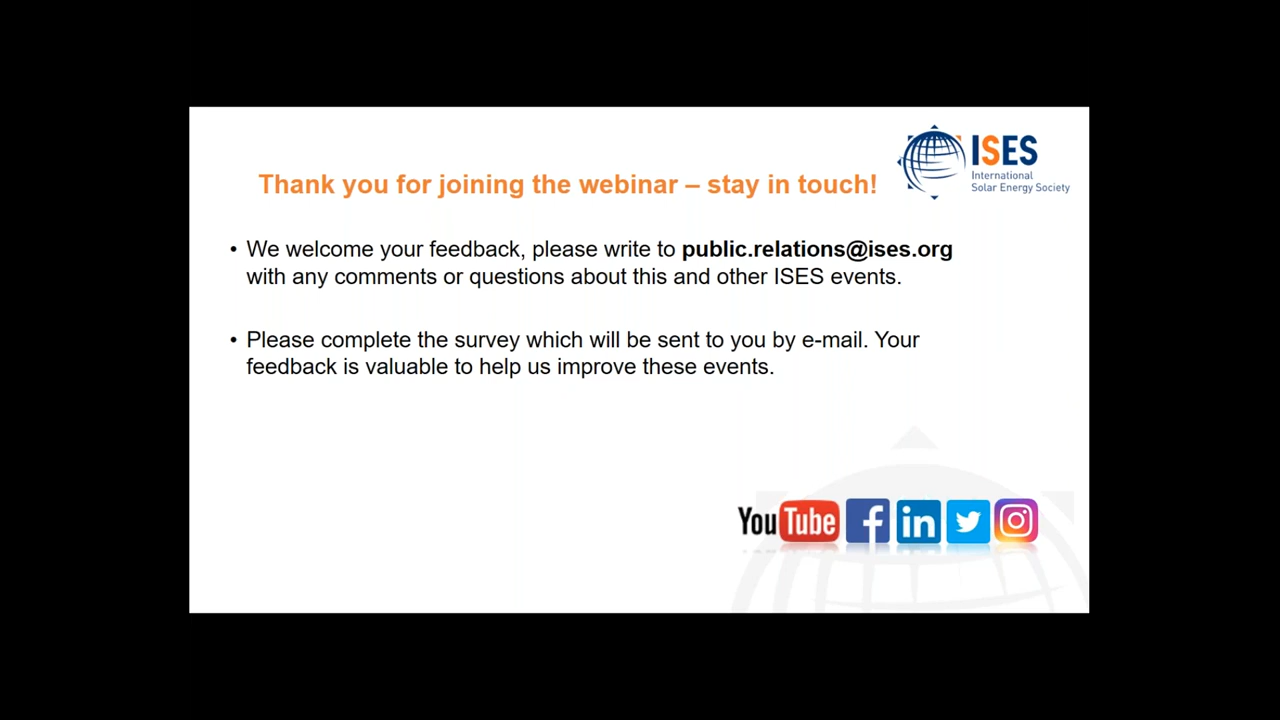 ISES
International
Solar Energy Society
Thank you for joining the webinar – stay in touch!
• We welcome your feedback, please write to public.relations@ises.org
with any comments or questions about this and other ISES events.
• Please complete the survey which will be sent to you by e-mail. Your
feedback is valuable to help us improve these events.
YouTube f in